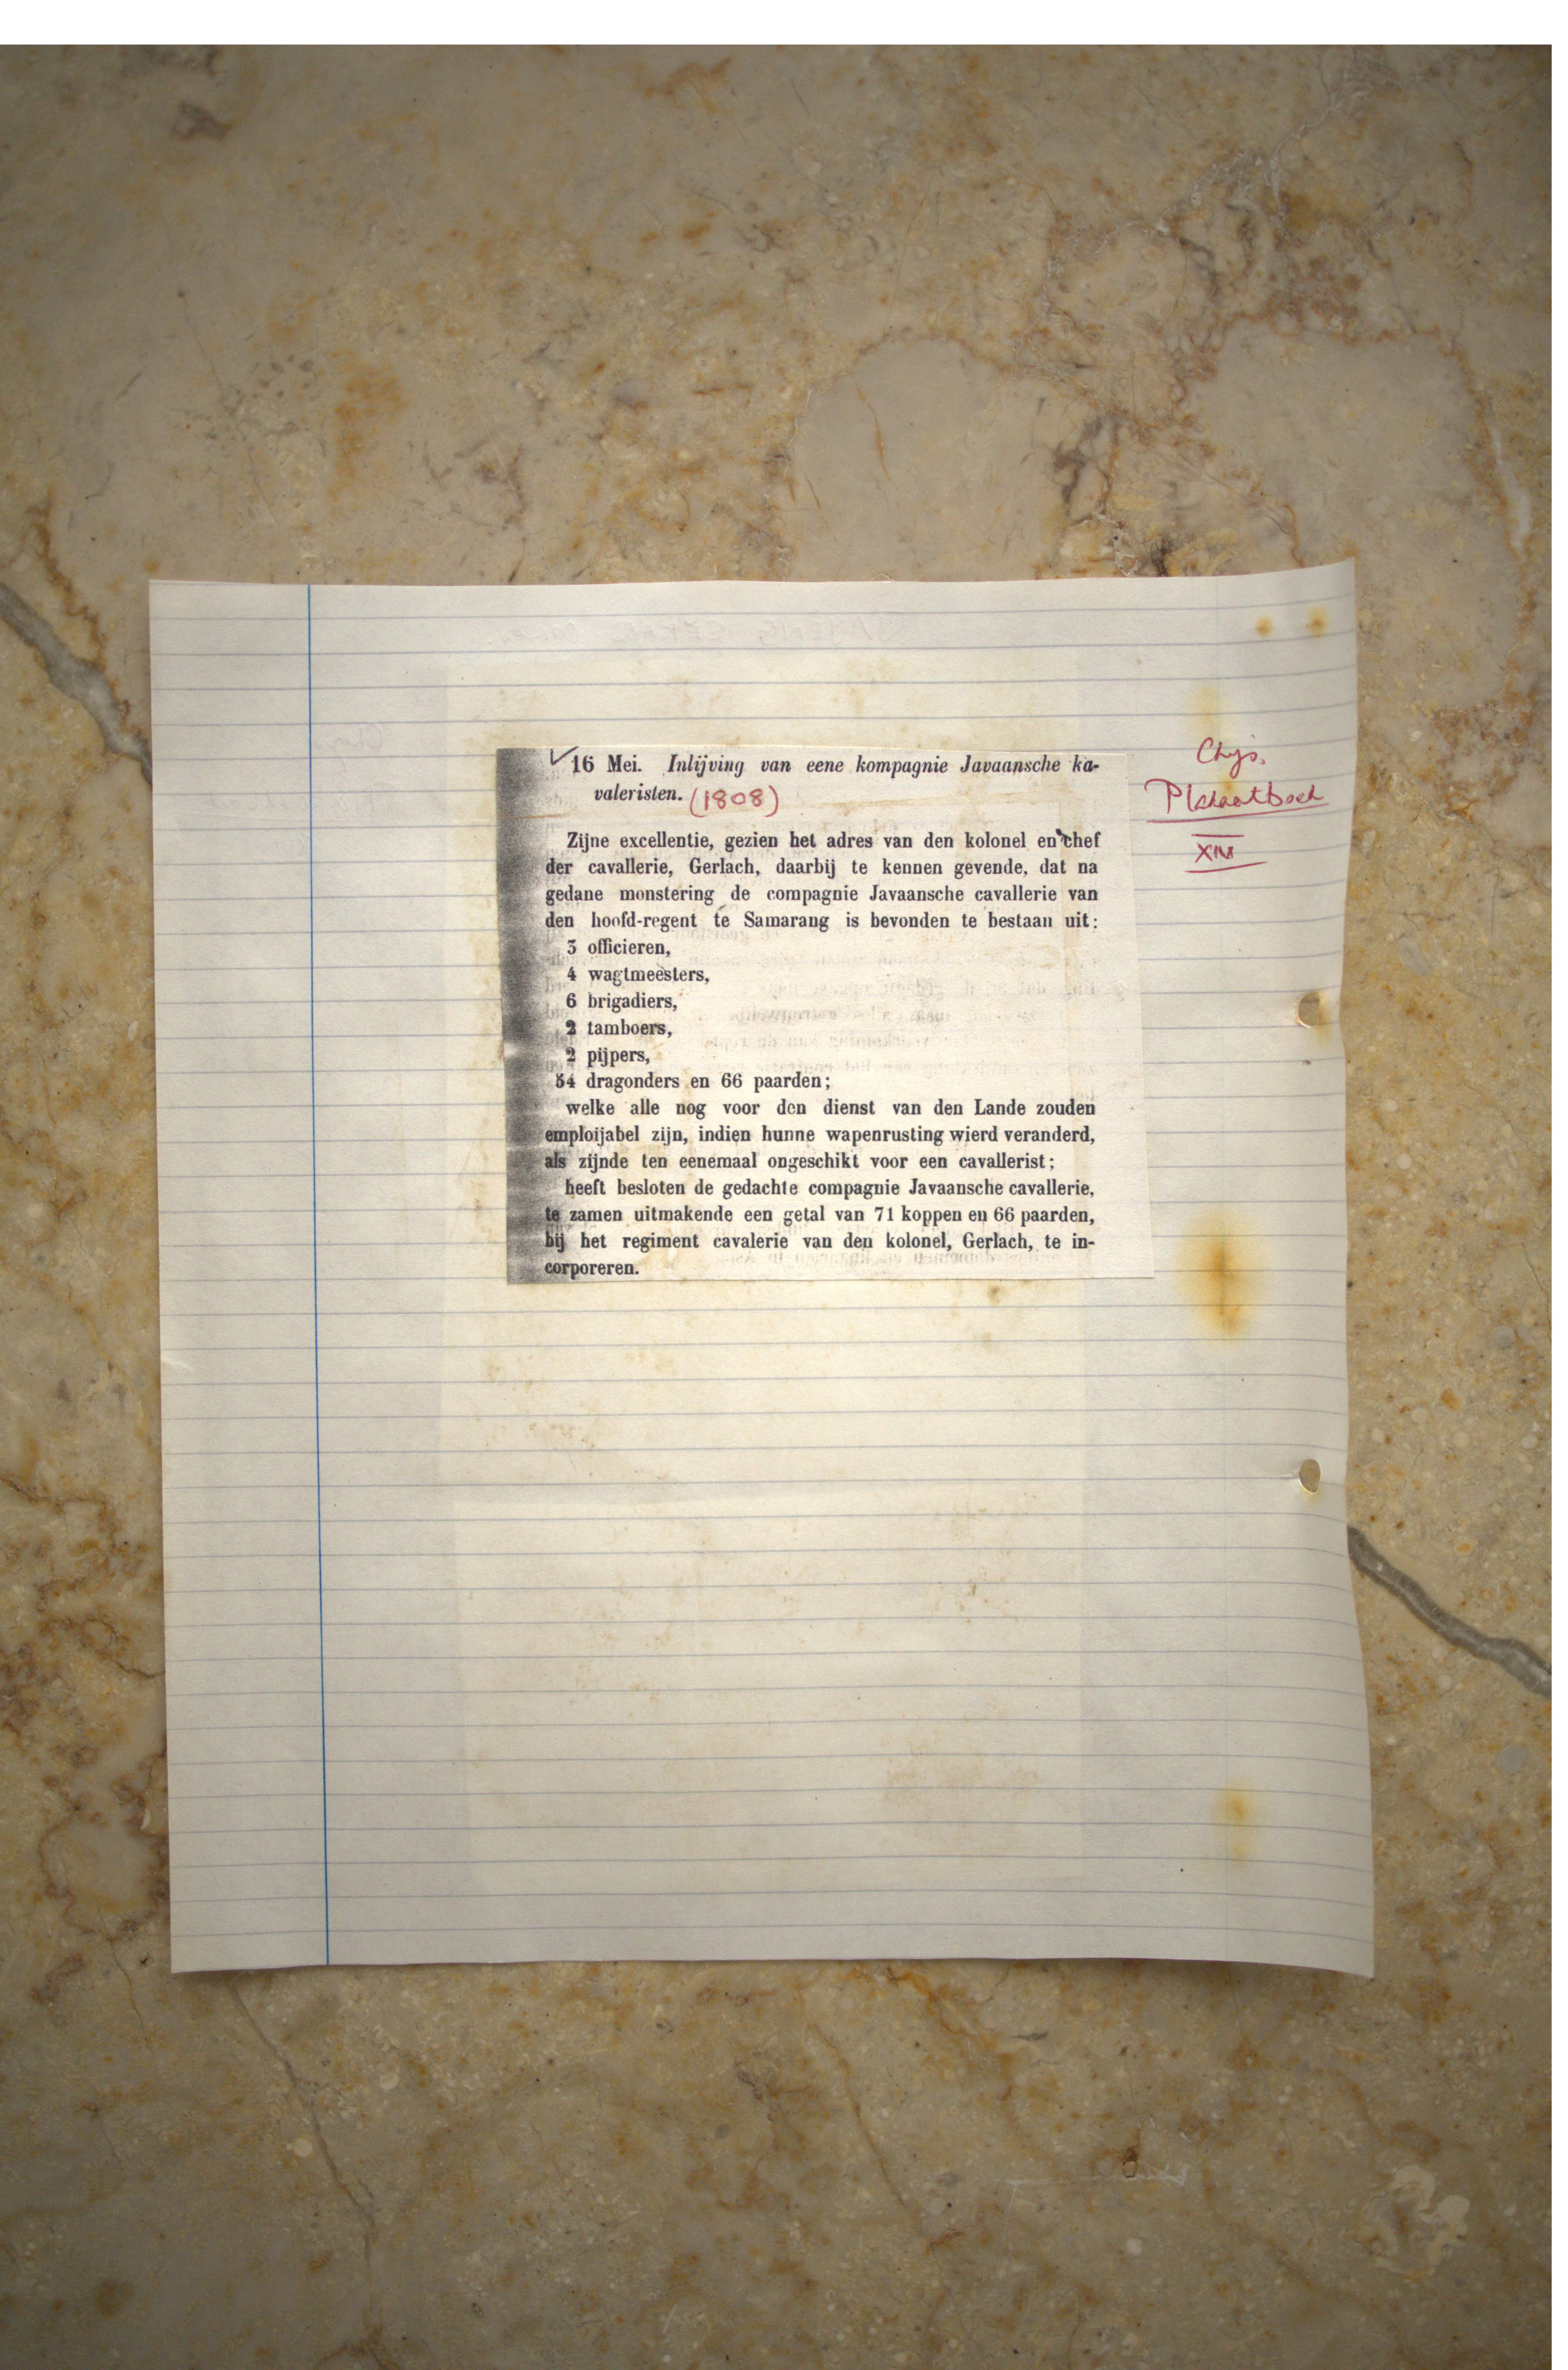 16 Mei. Inlijving van eene kompagnie Javaansche ka-
valeristen. (1808)
Chijs.
Plakaatboek
XIV
Zijne excellentie, gezien het adres van den kolonel en chef
der cavallerie, Gerlach, daarbij te kennen gevende, dat na
gedane monstering de compagnie Javaansche cavallerie van
den hoofd-regent te Samarang is bevonden te bestaan uit:
3 officieren,
4 wagtmeesters,
6 brigadiers,
2 tamboers,
2 pijpers,
54 dragonders en 66 paarden;
welke alle nog voor den dienst van den Lande zouden
emploijabel zijn, indien hunne wapenrusting wierd veranderd,
als zijnde ten eenemaal ongeschikt voor een cavallerist;
heeft besloten de gedachte compagnie Javaansche cavallerie,
te zamen uitmakende een getal van 71 koppen en 66 paarden,
bij het regiment cavalerie van den kolonel, Gerlach, te in-
corporeren.